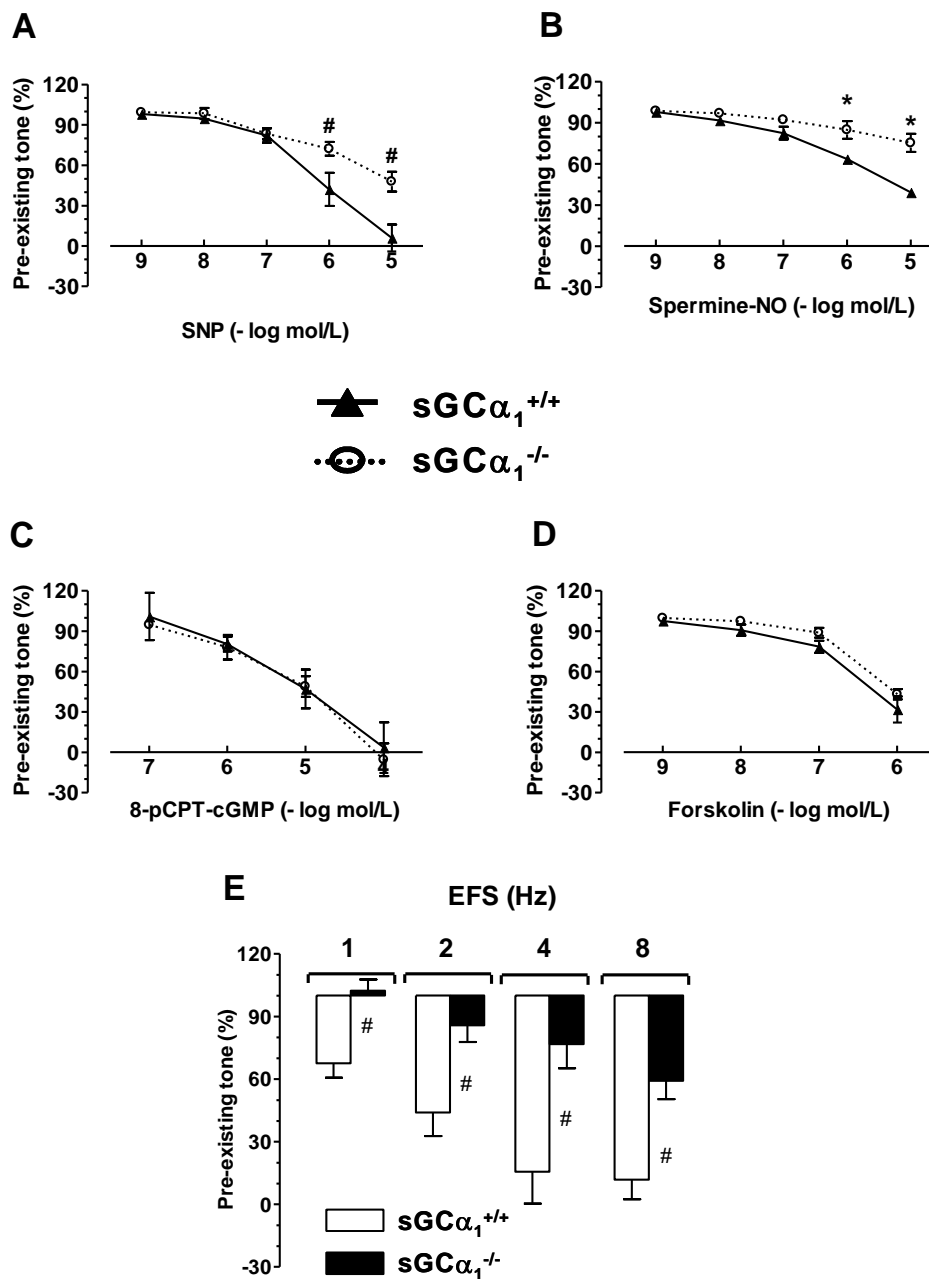 A
B
Pre-existing tone (%)
120
90
60
30
0
-30
#
#
9 8 7 6 5
SNP (- log mol/L)
Pre-existing tone (%)
120
90
60
30
0
-30
*
*
9 8 7 6 5
Spermine-NO (- log mol/L)
sGCα₁⁺/⁺
sGCα₁⁻/⁻
C
D
Pre-existing tone (%)
120
90
60
30
0
-30
7 6 5 4
8-pCPT-cGMP (- log mol/L)
Pre-existing tone (%)
120
90
60
30
0
-30
9 8 7 6
Forskolin (- log mol/L)
E
EFS (Hz)
1 2 4 8
Pre-existing tone (%)
120
90
60
30
0
-30
#
#
#
#
sGCα₁⁺/⁺
sGCα₁⁻/⁻